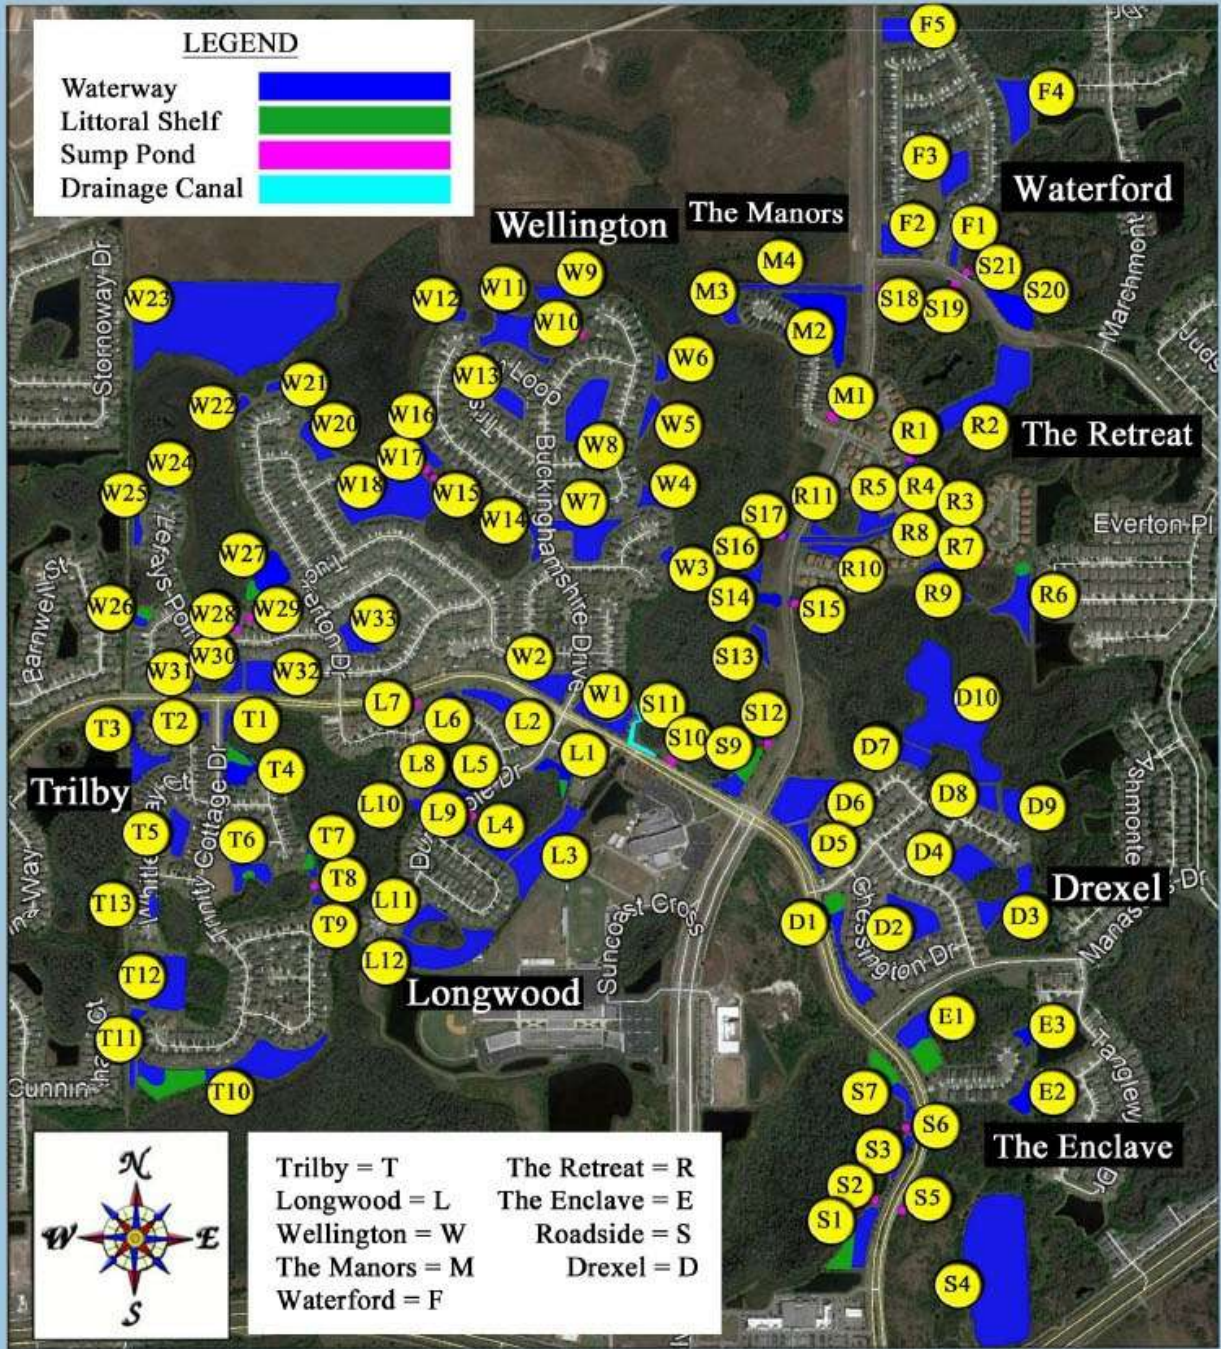 LEGEND
Waterway
Littoral Shelf
Sump Pond
Drainage Canal
F5
F4
F3
Waterford
F2
F1
Wellington
The Manors
M4
M3
M2
M1
S21
S20
S19
S18
Marchmont
Stornoway Dr
W23
W12
W11
W9
W10
W6
W13
Loop
W5
W8
W4
W7
Buckinghamshire Drive
W21
W22
W20
W16
W17
W18
W15
W14
W24
W25
R1
R2
The Retreat
R5
R4
R3
R11
R8
R7
R10
R9
R6
Everton Pl
S17
S16
W3
S14
S15
S13
W27
W26
W28
W29
W33
W30
W31
W32
W2
W1
Barnwell St
S11
S10
S9
S12
D10
T3
T2
T1
L7
L6
L2
L1
T4
L8
L5
Trilby
L10
L9
L4
L3
T5
T6
T7
T8
T9
L11
L12
Longwood
T13
T12
T11
T10
Trinity Cottage Dr
D7
D6
D8
D9
D5
D4
Drexel
D1
D2
D3
Chessington Dr
Suncoast Cross
E1
E3
E2
The Enclave
S7
S6
S3
S2
S5
S1
S4
N
W
E
S
Trilby = T
Longwood = L
Wellington = W
The Manors = M
Waterford = F
The Retreat = R
The Enclave = E
Roadside = S
Drexel = D